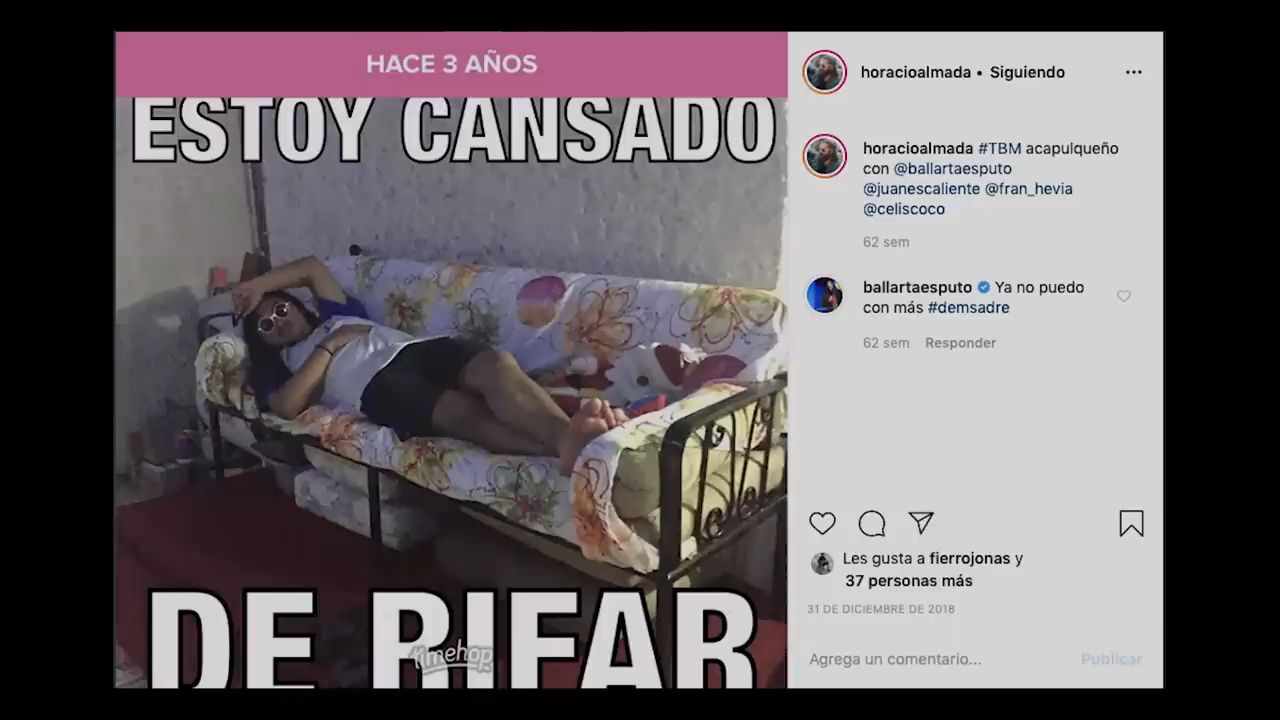 HACE 3 AÑOS
ESTOY CANSADO
DE RIFAR
timehop
horacioalmada • Siguiendo
horacioalmada #TBM acapulqueño
con @ballartaesputo
@juanescaliente @fran_hevia
@celiscoco
62 sem
ballartaesputo Ya no puedo
con más #demsadre
62 sem Responder
Les gusta a fierrojonas y
37 personas más
31 DE DICIEMBRE DE 2018
Agrega un comentario...
Publicar